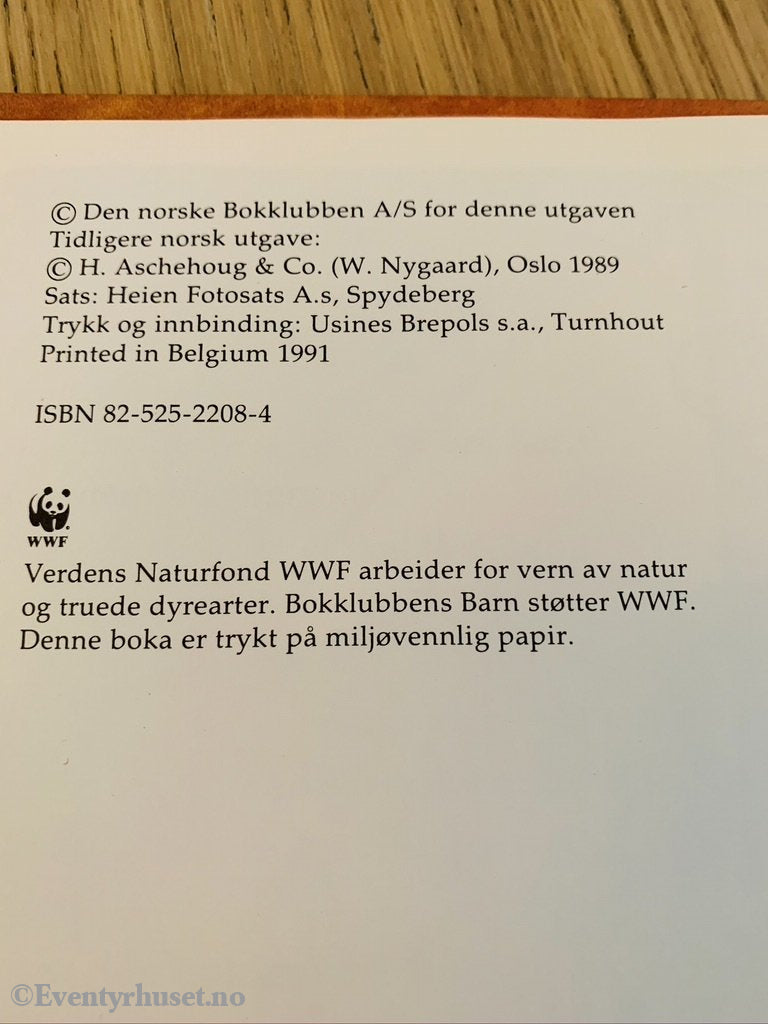 © Den norske Bokklubben A/S for denne utgaven
Tidligere norsk utgave:
© H. Aschehoug & Co. (W. Nygaard), Oslo 1989
Sats: Heien Fotosats A.s, Spydeberg
Trykk og innbinding: Usines Brepols s.a., Turnhout
Printed in Belgium 1991
ISBN 82-525-2208-4
WWF
Verdens Naturfond WWF arbeider for vern av natur
og truede dyrearter. Bokklubbens Barn støtter WWF.
Denne boka er trykt på miljøvennlig papir.
©Eventyrhuset.no